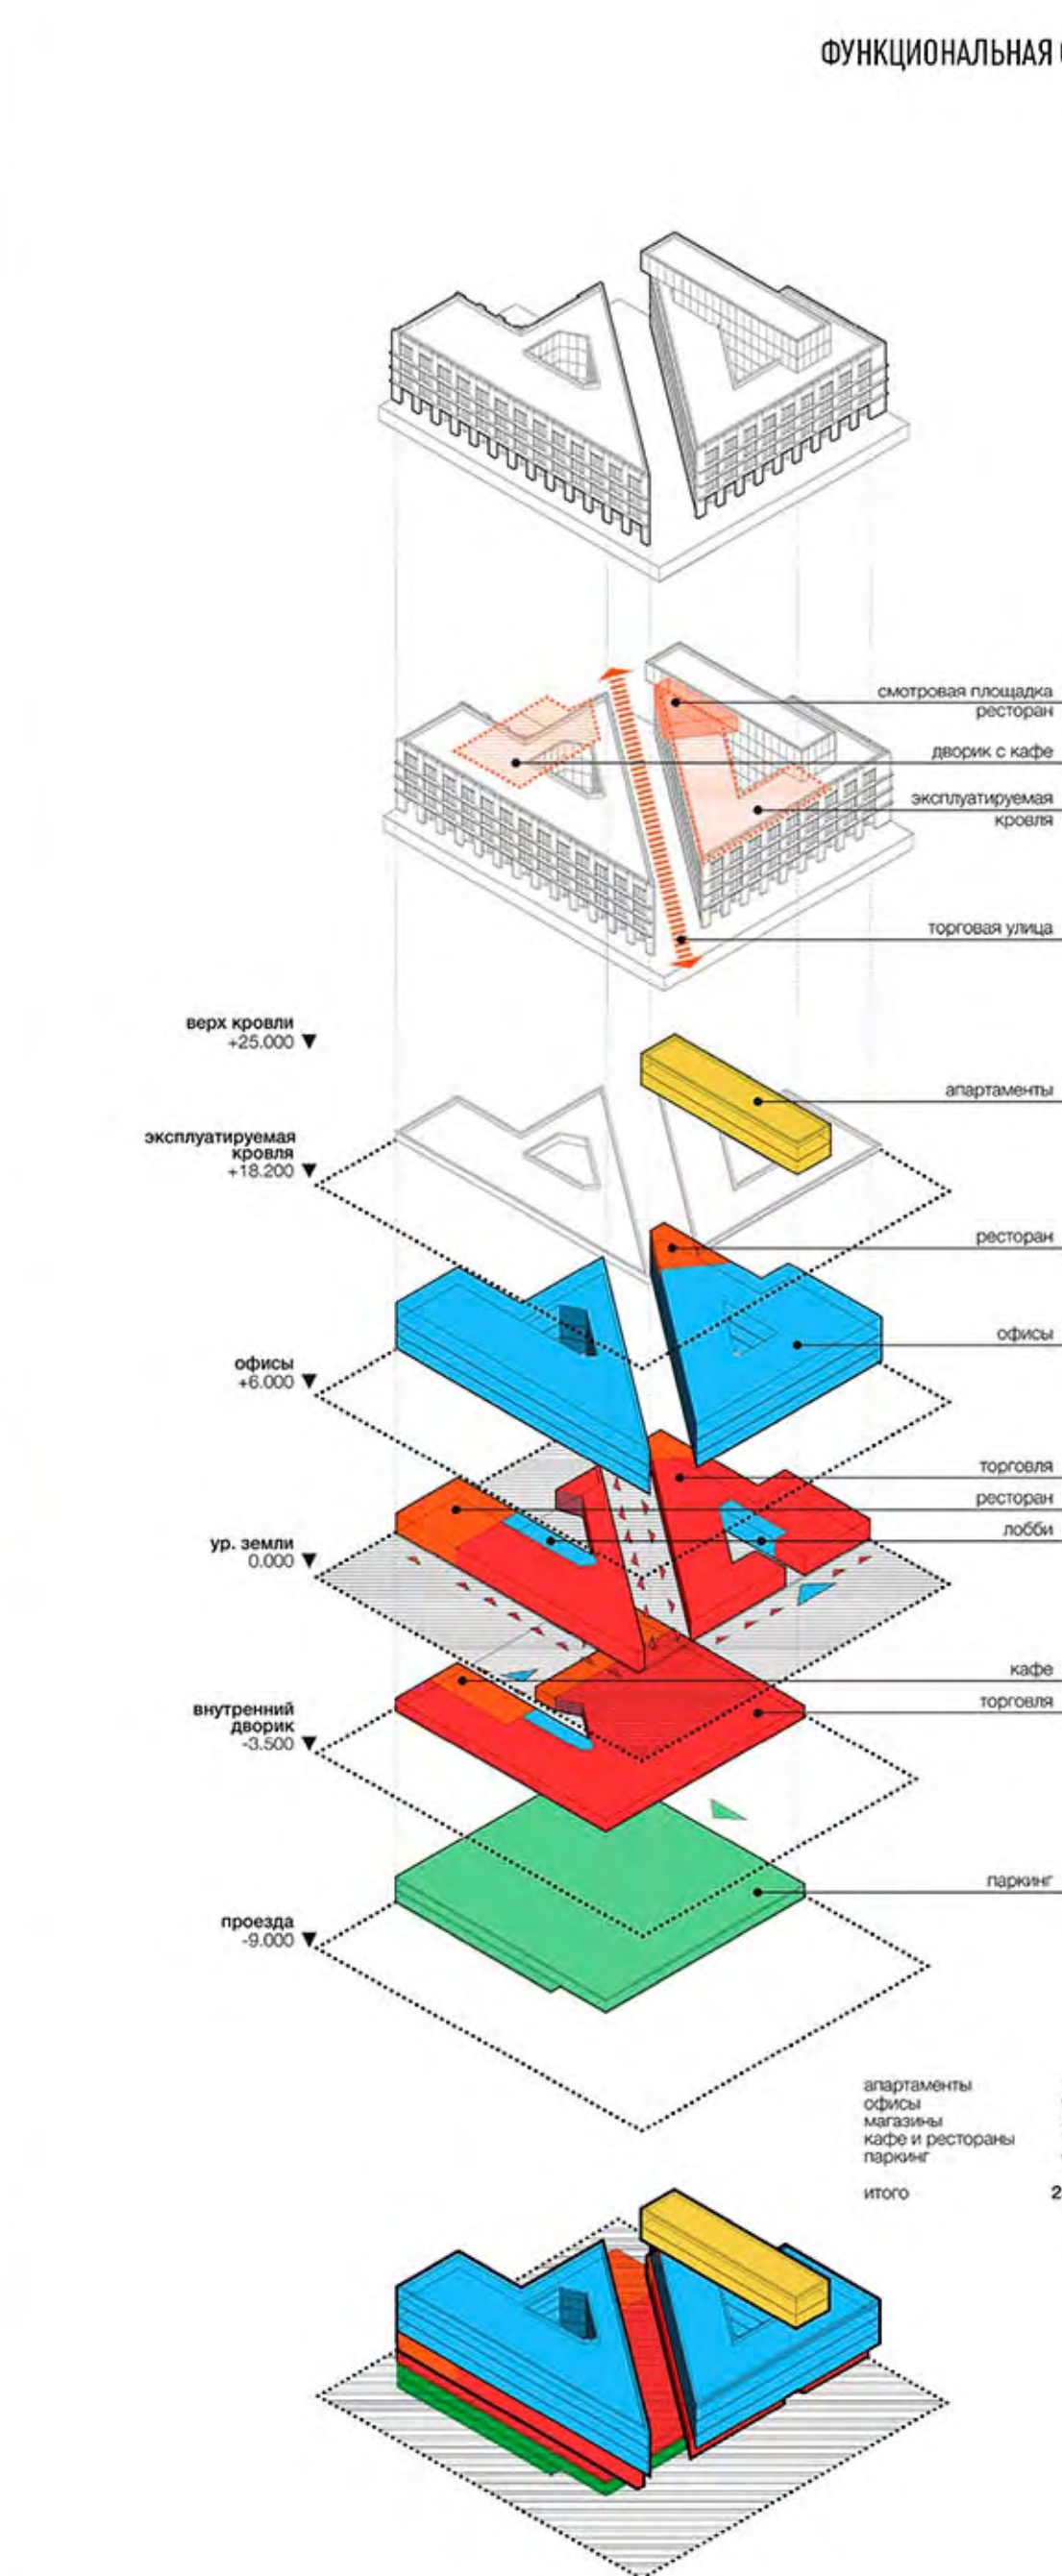 ФУНКЦИОНАЛЬНАЯ
смотровая площадка
ресторан
дворик с кафе
эксплуатируемая
кровля
торговая улица
верх кровли
+25.000
апартаменты
эксплуатируемая
кровля
+18.200
ресторан
офисы
офисы
+6.000
торговля
ресторан
лобби
ур. земли
0.000
кафе
торговля
внутренний
дворик
-3.500
паркинг
проезда
-9.000
апартаменты
офисы
магазины
кафе и рестораны
паркинг
итого 2